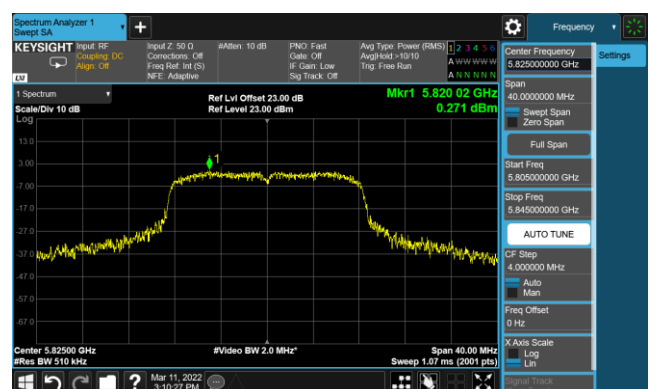 Spectrum Analyzer 1
Swept SA
+
Frequency
KEYSIGHT
Input: RF
Coupling: DC
Align: Off
Input Z: 50 Ω
Corrections: Off
Freq Ref: Int (S)
NFE: Adaptive
#Atten: 10 dB
PNO: Fast
Gate: Off
IF Gain: Low
Sig Track: Off
Avg Type: Power (RMS)
Avg|Hold:>10/10
Trig: Free Run
1 2 3 4 5 6
A W W W W W
A N N N N N
LXI
1 Spectrum
Scale/Div 10 dB
Log
Ref Lvl Offset 23.00 dB
Ref Level 23.00 dBm
Mkr1 5.820 02 GHz
0.271 dBm
1
13.0
3.00
-7.00
-17.0
-27.0
-37.0
-47.0
-57.0
-67.0
Center 5.82500 GHz
#Res BW 510 kHz
#Video BW 2.0 MHz*
Span 40.00 MHz
Sweep 1.07 ms (2001 pts)
?
Mar 11, 2022
3:10:27 PM
Center Frequency
5.825000000 GHz
Settings
Span
40.0000000 MHz
Swept Span
Zero Span
Full Span
Start Freq
5.805000000 GHz
Stop Freq
5.845000000 GHz
AUTO TUNE
CF Step
4.000000 MHz
Auto
Man
Freq Offset
0 Hz
X Axis Scale
Log
Lin
Signal Track